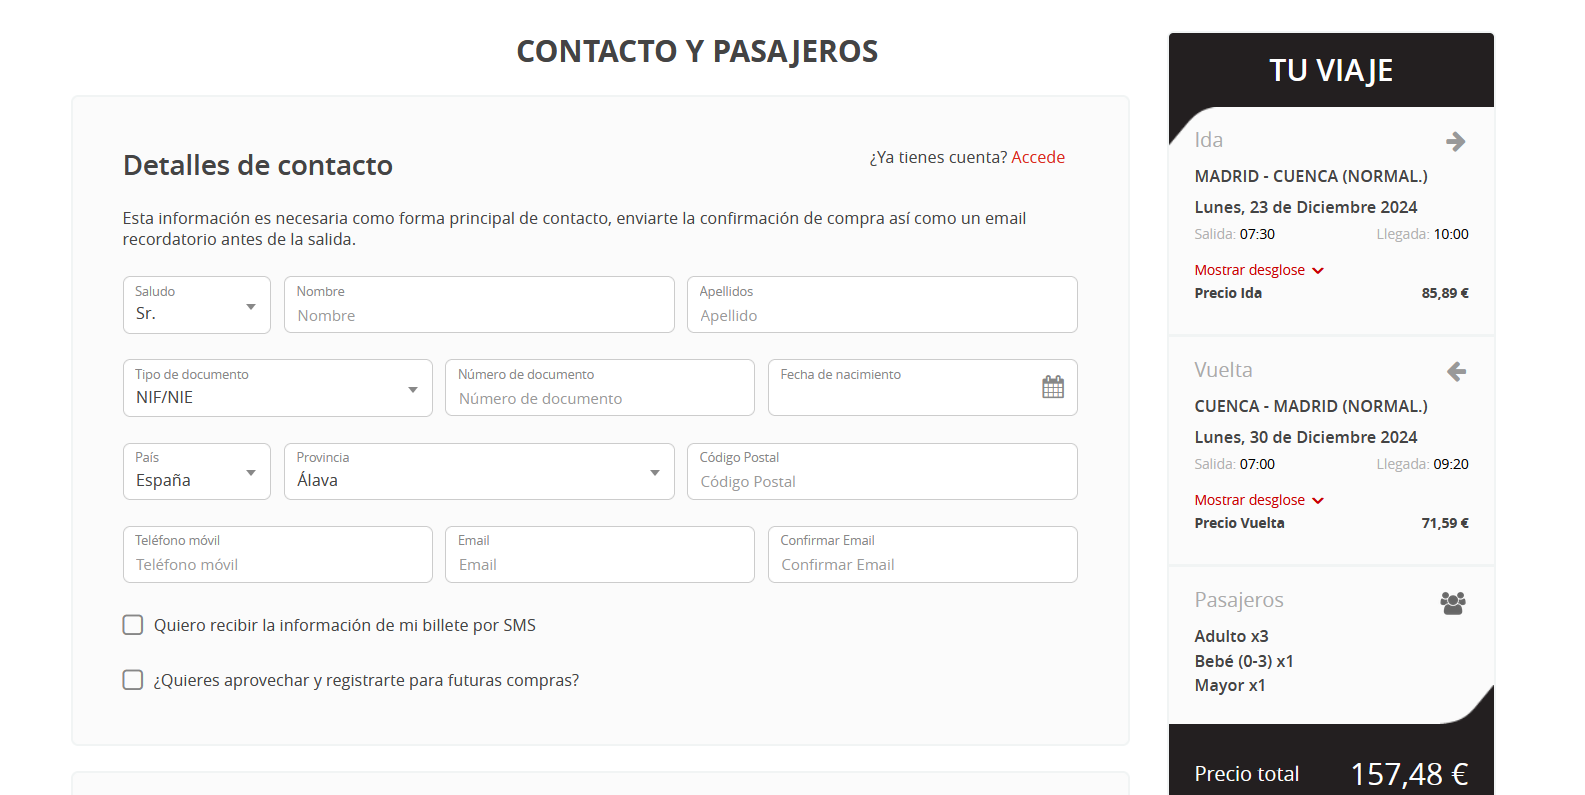 CONTACTO Y PASAJEROS
Detalles de contacto
¿Ya tienes cuenta? Accede
Esta información es necesaria como forma principal de contacto, enviarte la confirmación de compra así como un email
recordatorio antes de la salida.
Saludo
Sr.
Nombre
Nombre
Apellidos
Apellido
Tipo de documento
NIF/NIE
Número de documento
Número de documento
Fecha de nacimiento
País
España
Provincia
Álava
Código Postal
Código Postal
Teléfono móvil
Teléfono móvil
Email
Email
Confirmar Email
Confirmar Email
Quiero recibir la información de mi billete por SMS
¿Quieres aprovechar y registrarte para futuras compras?
TU VIAJE
Ida
MADRID - CUENCA (NORMAL.)
Lunes, 23 de Diciembre 2024
Salida: 07:30 Llegada: 10:00
Mostrar desglose
Precio Ida 85,89 €
Vuelta
CUENCA - MADRID (NORMAL.)
Lunes, 30 de Diciembre 2024
Salida: 07:00 Llegada: 09:20
Mostrar desglose
Precio Vuelta 71,59 €
Pasajeros
Adulto x3
Bebé (0-3) x1
Mayor x1
Precio total 157,48 €